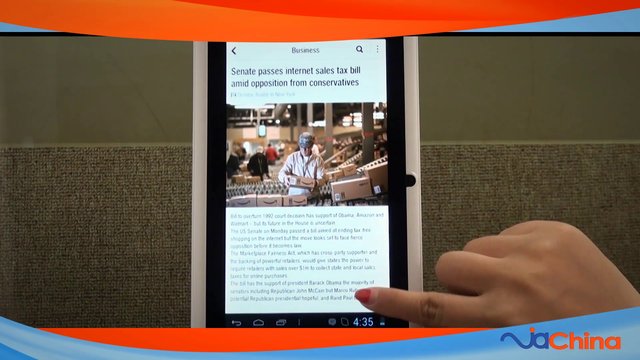 Business
Senate passes internet sales tax bill
amid opposition from conservatives
in New York
Bill to overturn 1992 court decision has support of Obama, Amazon and
Walmart – but its future in the House is uncertain
The US Senate on Monday passed a bill aimed at ending tax-free
shopping on the internet but the move looks set to face fierce
opposition before it becomes law.
The Marketplace Fairness Act, which has cross-party support and
the backing of powerful retailers, would give states the power to
require retailers with sales over $1m to collect state and local sales
taxes for online purchases.
The bill has the support of president Barack Obama the majority of
senators including Republican John McCain but Marco
potential Republican presidential hopeful, and Rand Paul
4:35
viaChina